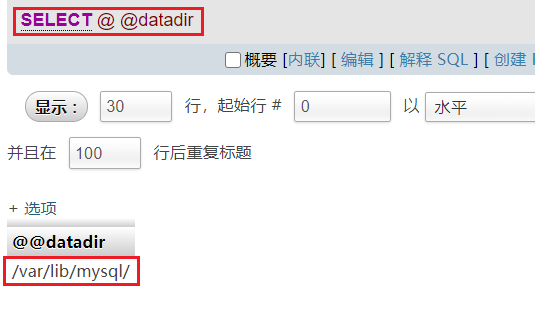 SELECT @ @datadir
概要 [内联] [ 编辑 ] [ 解释 SQL ] [ 创建
显示 : 30 行，起始行 # 0 以 水平
并且在 100 行后重复标题
+ 选项
@@datadir
/var/lib/mysql/